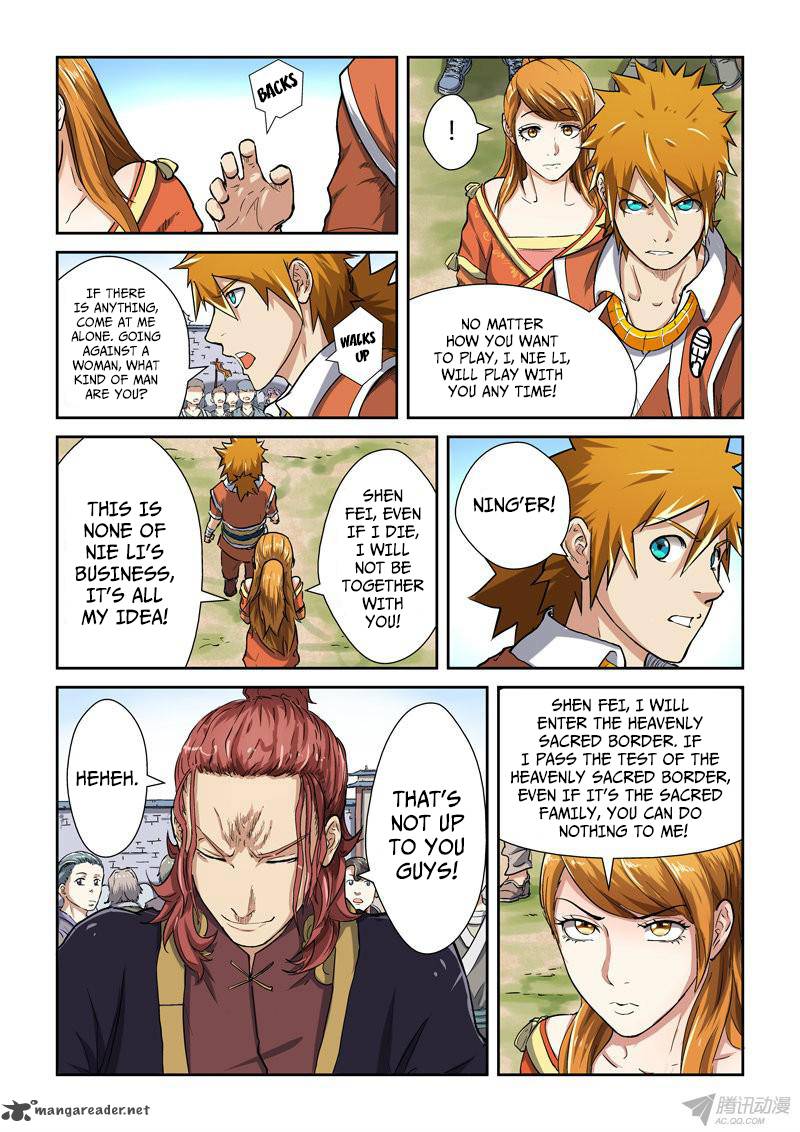 BACKS
!
NO MATTER
HOW YOU WANT
TO PLAY, I, NIE LI,
WILL PLAY WITH
YOU ANY TIME!
IF THERE
IS ANYTHING,
COME AT ME
ALONE. GOING
AGAINST A
WOMAN, WHAT
KIND OF MAN
ARE YOU?
WALKS
UP
THIS IS
NONE OF
NIE LI'S
BUSINESS,
IT'S ALL
MY IDEA!
SHEN
FEI, EVEN
IF I DIE,
I WILL
NOT BE
TOGETHER
WITH
YOU!
NING'ER!
HEHEH.
THAT'S
NOT UP
TO YOU
GUYS!
SHEN FEI, I WILL
ENTER THE HEAVENLY
SACRED BORDER. IF
I PASS THE TEST OF THE
HEAVENLY SACRED BORDER,
EVEN IF IT'S THE SACRED
FAMILY, YOU CAN DO
NOTHING TO ME!
mangareader.net
腾讯动漫
AC.QQ.COM